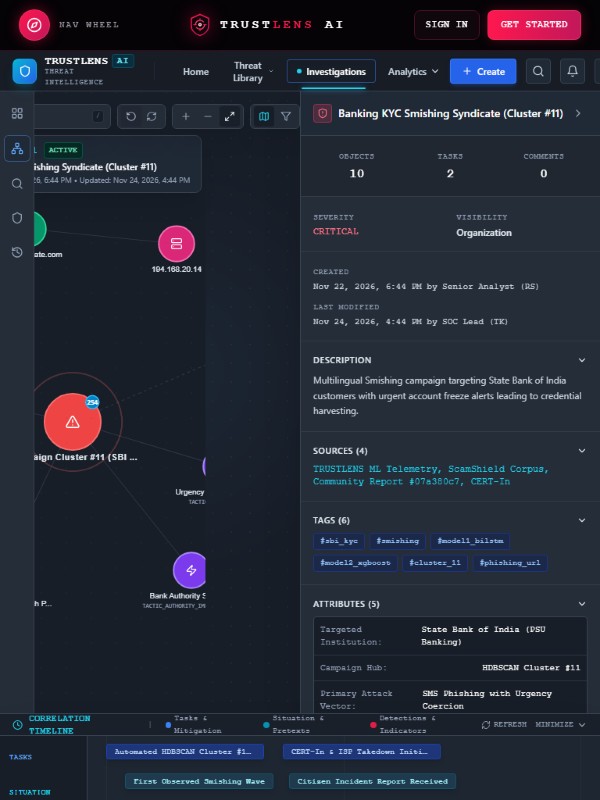 NAV WHEEL
TRUSTLENS AI
SIGN IN
GET STARTED
TRUSTLENS AI
THREAT
INTELLIGENCE
Home
Threat
Library
Investigations
Analytics
+ Create
/
ACTIVE
ishing Syndicate (Cluster #11)
26, 6:44 PM • Updated: Nov 24, 2026, 4:44 PM
ate.com
194.168.20.14
254
aign Cluster #11 (SBI ...
Urgency
TACTI
Bank Authority S
TACTIC_AUTHORITY_IM
h P...
Banking KYC Smishing Syndicate (Cluster #11)
OBJECTS
TASKS
COMMENTS
10
2
0
SEVERITY
VISIBILITY
CRITICAL
Organization
CREATED
Nov 22, 2026, 6:44 PM by Senior Analyst (RS)
LAST MODIFIED
Nov 24, 2026, 4:44 PM by SOC Lead (TK)
DESCRIPTION
Multilingual Smishing campaign targeting State Bank of India
customers with urgent account freeze alerts leading to credential
harvesting.
SOURCES (4)
TRUSTLENS ML Telemetry, ScamShield Corpus,
Community Report #07a380c7, CERT-In
TAGS (6)
#sbi_kyc
#smishing
#model1_bilstm
#model2_xgboost
#cluster_11
#phishing_url
ATTRIBUTES (5)
Targeted
Institution:
State Bank of India (PSU
Banking)
Campaign Hub:
HDBSCAN Cluster #11
Primary Attack
Vector:
SMS Phishing with Urgency
Coercion
CORRELATION
TIMELINE
Tasks &
Mitigation
Situation &
Pretexts
Detections &
Indicators
REFRESH
MINIMIZE
TASKS
Automated HDBSCAN Cluster #1...
CERT-In & ISP Takedown Initi...
SITUATION
First Observed Smishing Wave
Citizen Incident Report Received